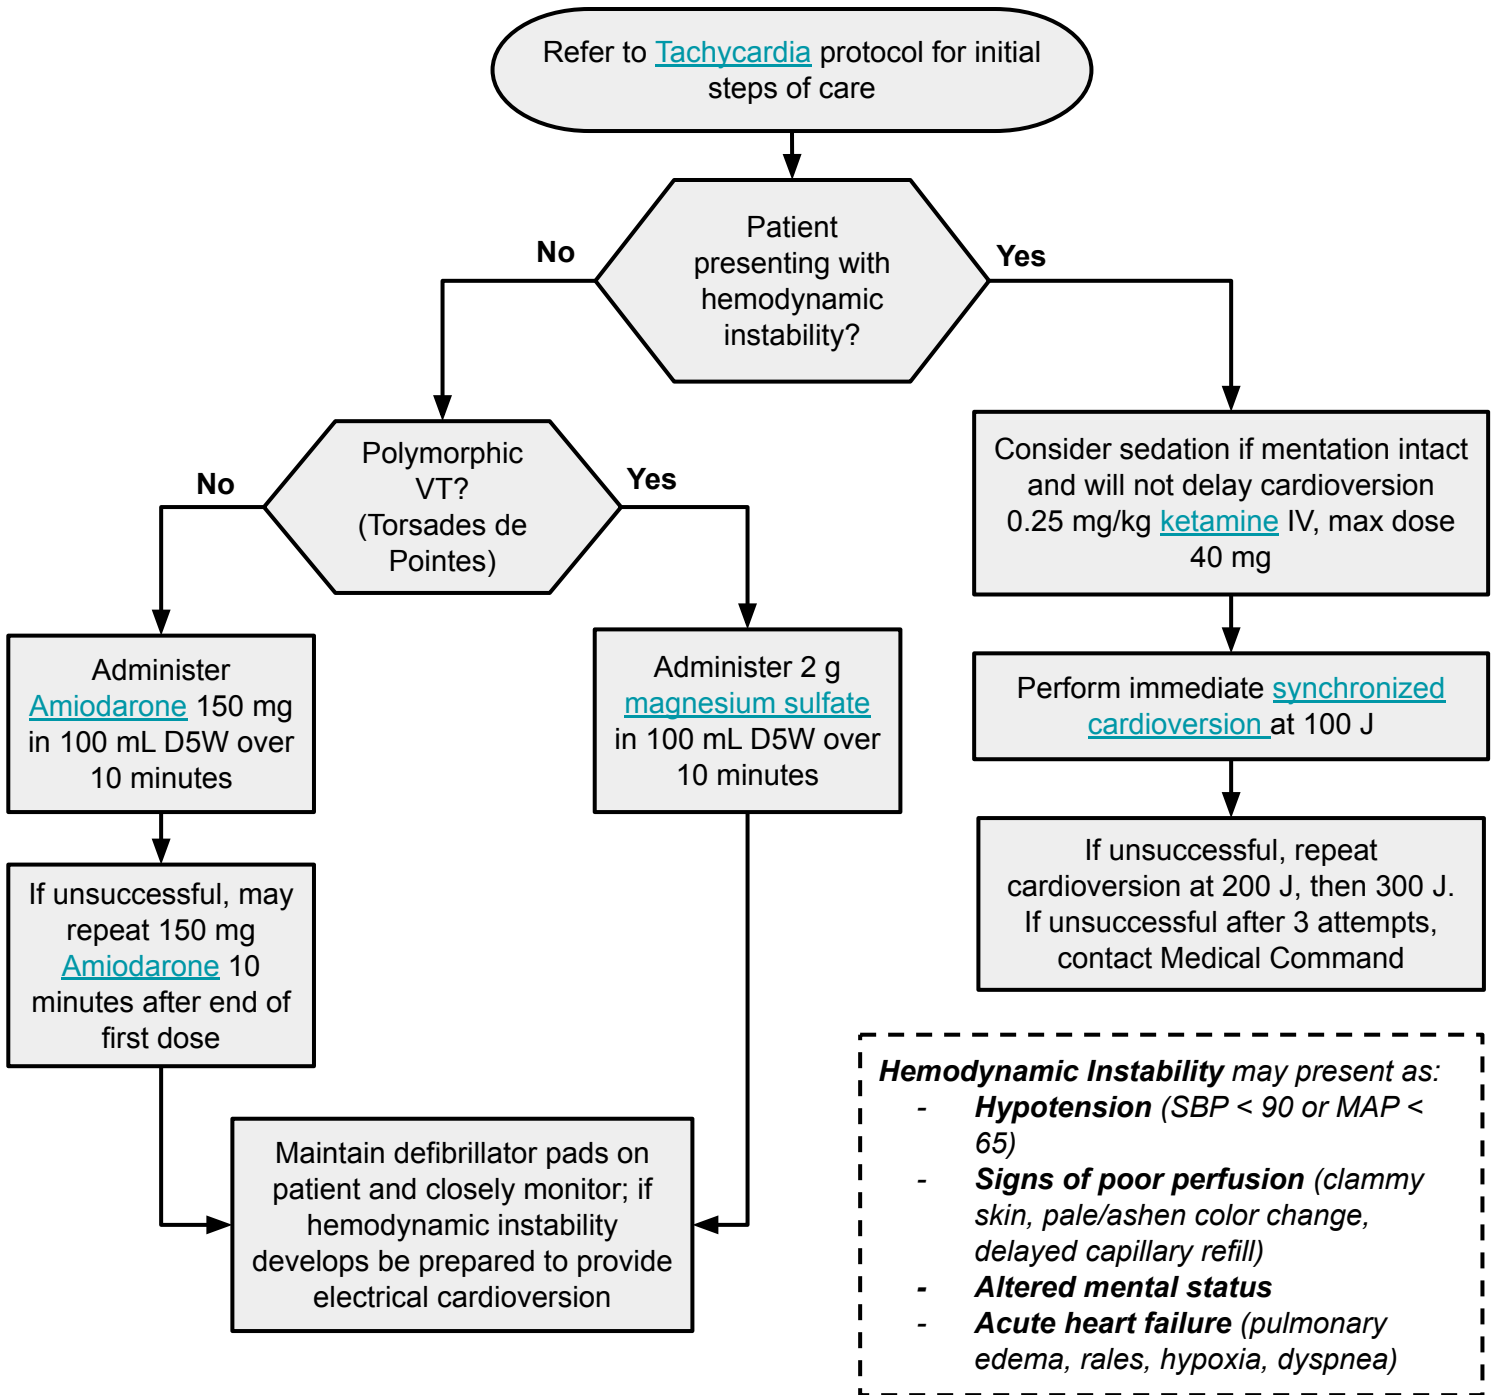 Refer to Tachycardia protocol for initial
steps of care
Patient
presenting with
hemodynamic
instability?
No
Yes
Polymorphic
VT?
(Torsades de
Pointes)
No
Yes
Consider sedation if mentation intact
and will not delay cardioversion
0.25 mg/kg ketamine IV, max dose
40 mg
Administer
Amiodarone 150 mg
in 100 mL D5W over
10 minutes
Administer 2 g
magnesium sulfate
in 100 mL D5W over
10 minutes
Perform immediate synchronized
cardioversion at 100 J
If unsuccessful, may
repeat 150 mg
Amiodarone 10
minutes after end of
first dose
If unsuccessful, repeat
cardioversion at 200 J, then 300 J.
If unsuccessful after 3 attempts,
contact Medical Command
Maintain defibrillator pads on
patient and closely monitor; if
hemodynamic instability
develops be prepared to provide
electrical cardioversion
Hemodynamic Instability may present as:
- Hypotension (SBP < 90 or MAP <
65)
- Signs of poor perfusion (clammy
skin, pale/ashen color change,
delayed capillary refill)
- Altered mental status
- Acute heart failure (pulmonary
edema, rales, hypoxia, dyspnea)